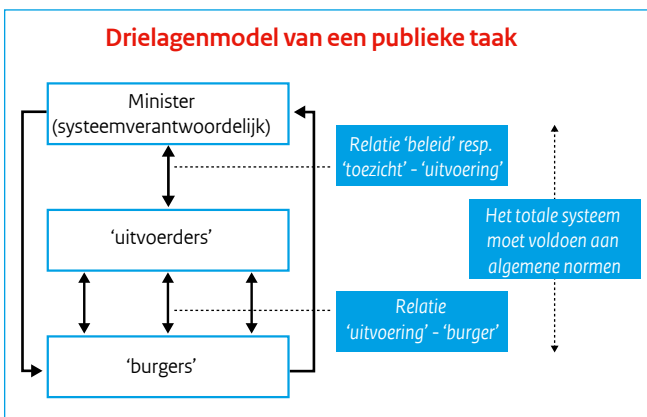 Drielagenmodel van een publieke taak
Minister
(systeemverantwoordelijk)
Relatie ‘beleid’ resp.
‘toezicht’ - ‘uitvoering’
‘uitvoerders’
Het totale systeem
moet voldoen aan
algemene normen
Relatie
‘uitvoering’ - ‘burger’
‘burgers’